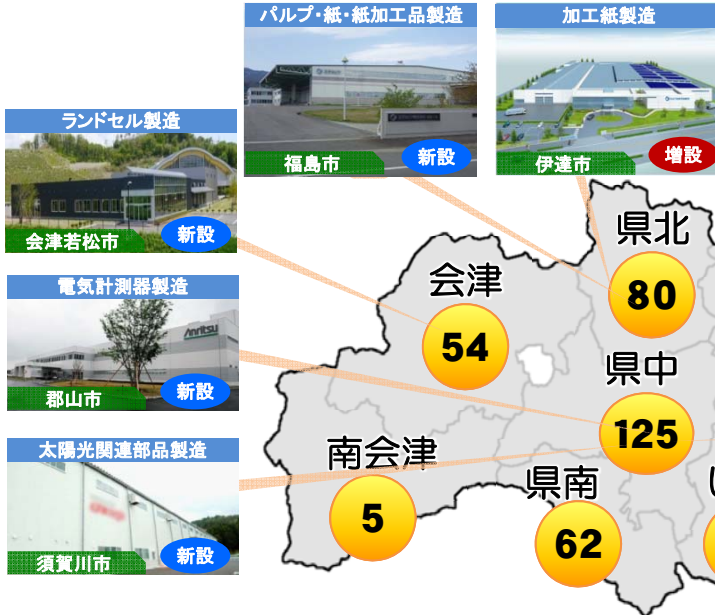 パルプ・紙・紙加工品製造
福島市
新設
加工紙製造
伊達市
増設
ランドセル製造
会津若松市
新設
電気計測器製造
Anritsu
郡山市
新設
太陽光関連部品製造
須賀川市
新設
県北
80
会津
54
県中
125
南会津
5
県南
62